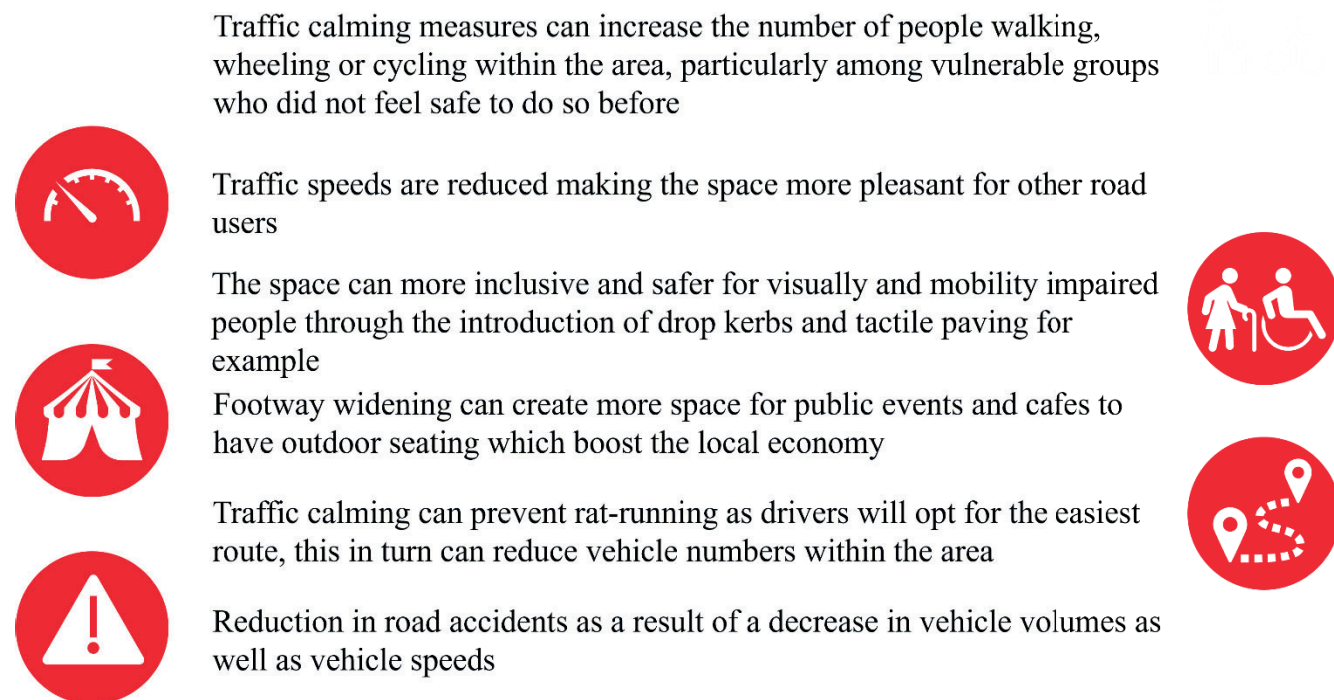 Traffic calming measures can increase the number of people walking,
wheeling or cycling within the area, particularly among vulnerable groups
who did not feel safe to do so before
Traffic speeds are reduced making the space more pleasant for other road
users
The space can more inclusive and safer for visually and mobility impaired
people through the introduction of drop kerbs and tactile paving for
example
Footway widening can create more space for public events and cafes to
have outdoor seating which boost the local economy
Traffic calming can prevent rat-running as drivers will opt for the easiest
route, this in turn can reduce vehicle numbers within the area
Reduction in road accidents as a result of a decrease in vehicle volumes as
well as vehicle speeds